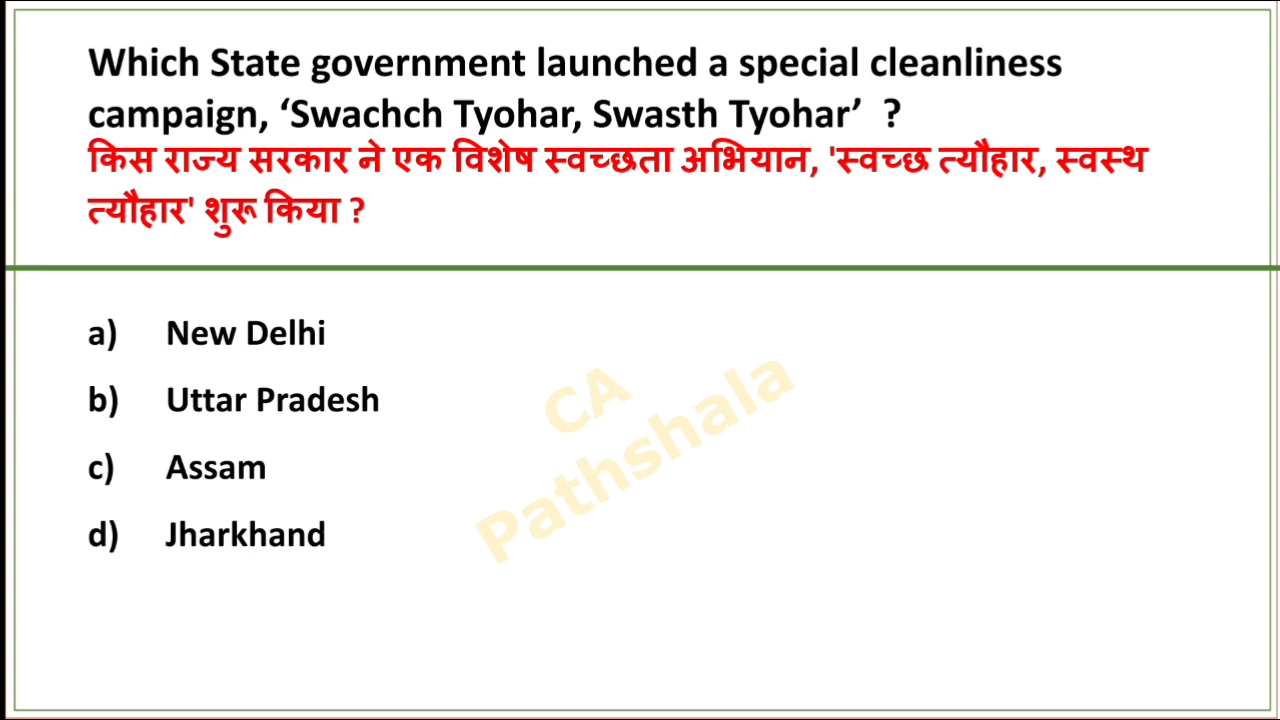 Which State government launched a special cleanliness
campaign, ‘Swachch Tyohar, Swasth Tyohar’ ?
किस राज्य सरकार ने एक विशेष स्वच्छता अभियान, 'स्वच्छ त्यौहार, स्वस्थ
त्यौहार' शुरू किया ?
a) New Delhi
b) Uttar Pradesh
c) Assam
d) Jharkhand
CA
Pathshala